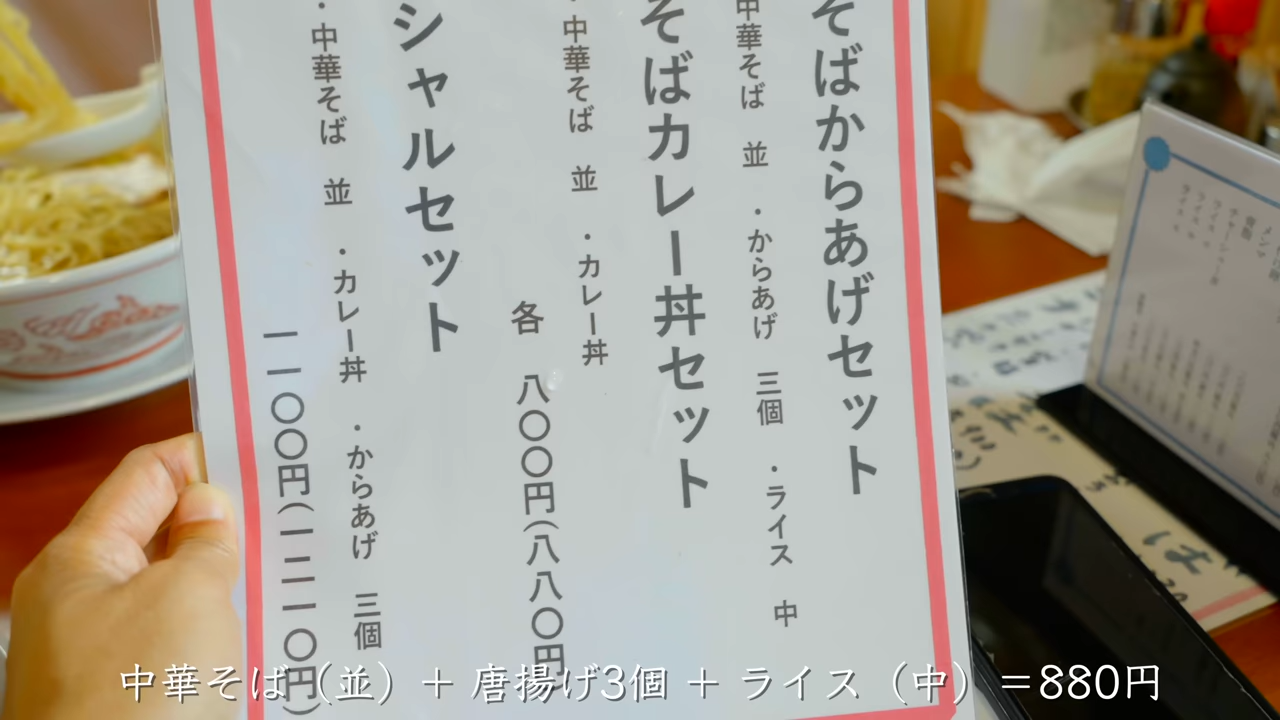 そばからあげセット
中華そば 並 ・からあげ 三個 ・ライス 中
そばカレー丼セット
・中華そば 並 ・カレー丼
各 八〇〇円(八八〇円
シャルセット
・中華そば 並 ・カレー丼 ・からあげ 三個
一一〇〇円(一二一〇円)
メンマ
中華そば（並）＋ 唐揚げ3個 ＋ ライス（中）＝880円